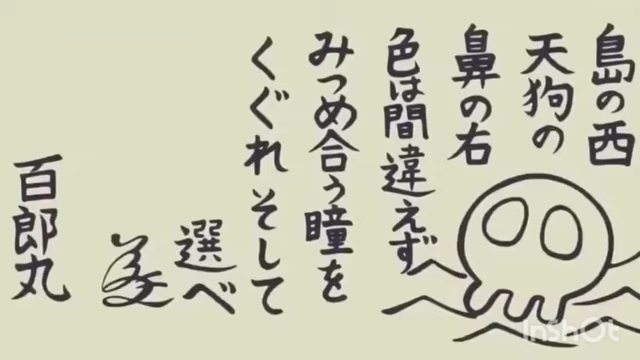 島の西
天狗の
鼻の右
色は間違えず
みつめ合う瞳を
くぐれそして
選べ
百郎丸
InShOt